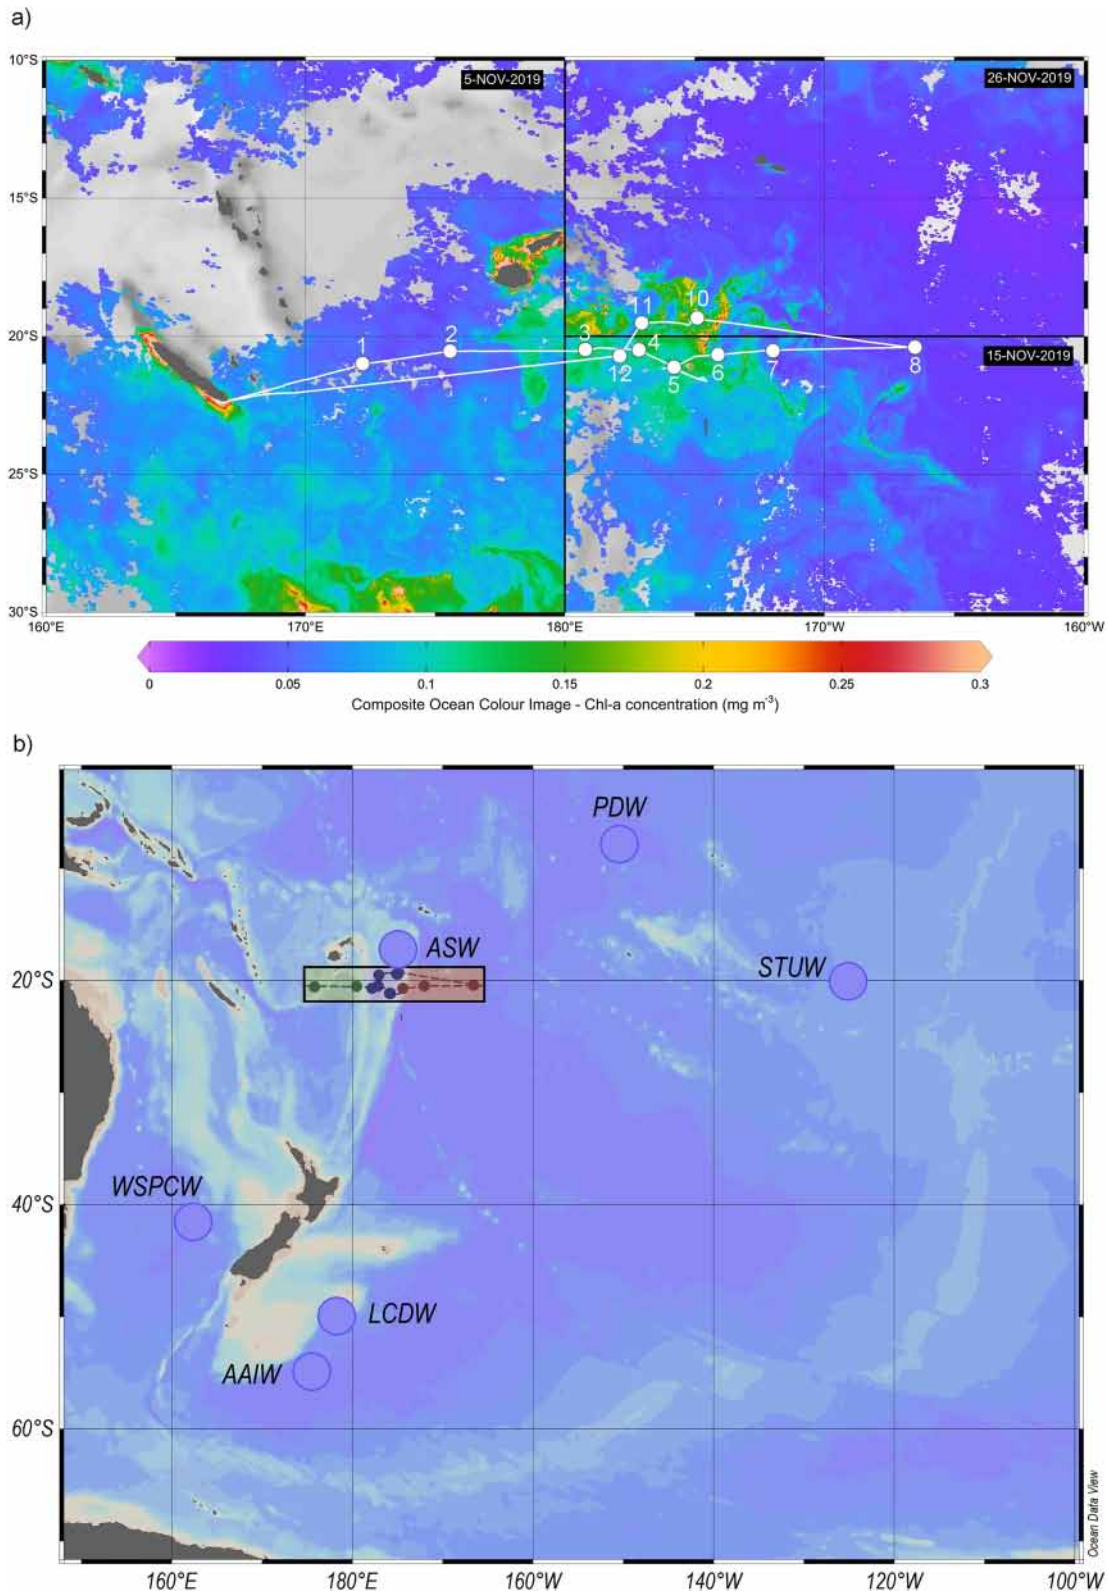 a)
10°S
5-NOV-2019
26-NOV-2019
15°S
11
10
20°S
1
2
3
4
15-NOV-2019
12
5
6
7
8
25°S
30°S
160°E
170°E
180°E
170°W
160°W
0
0.05
0.1
0.15
0.2
0.25
0.3
Composite Ocean Colour Image - Chl-a concentration (mg m⁻³)
b)
PDW
ASW
STUW
20°S
WSPCW
40°S
LCDW
AAIW
60°S
Ocean Data View
160°E
180°E
160°W
140°W
120°W
100°W